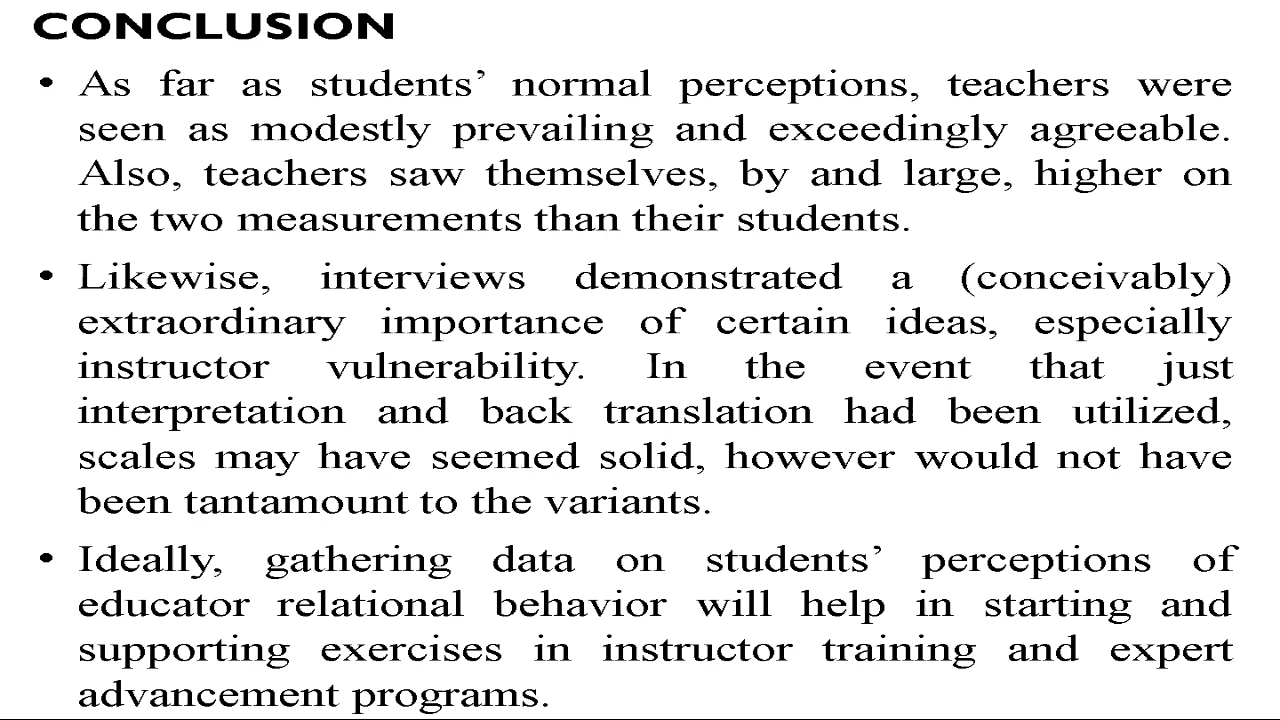 CONCLUSION
• As far as students’ normal perceptions, teachers were
seen as modestly prevailing and exceedingly agreeable.
Also, teachers saw themselves, by and large, higher on
the two measurements than their students.
• Likewise, interviews demonstrated a (conceivably)
extraordinary importance of certain ideas, especially
instructor vulnerability. In the event that just
interpretation and back translation had been utilized,
scales may have seemed solid, however would not have
been tantamount to the variants.
• Ideally, gathering data on students’ perceptions of
educator relational behavior will help in starting and
supporting exercises in instructor training and expert
advancement programs.